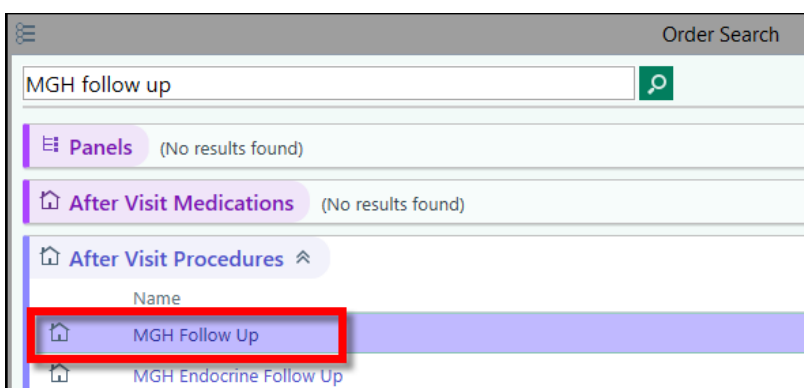 Order Search
MGH follow up
Panels (No results found)
After Visit Medications (No results found)
After Visit Procedures
Name
MGH Follow Up
MGH Endocrine Follow Up